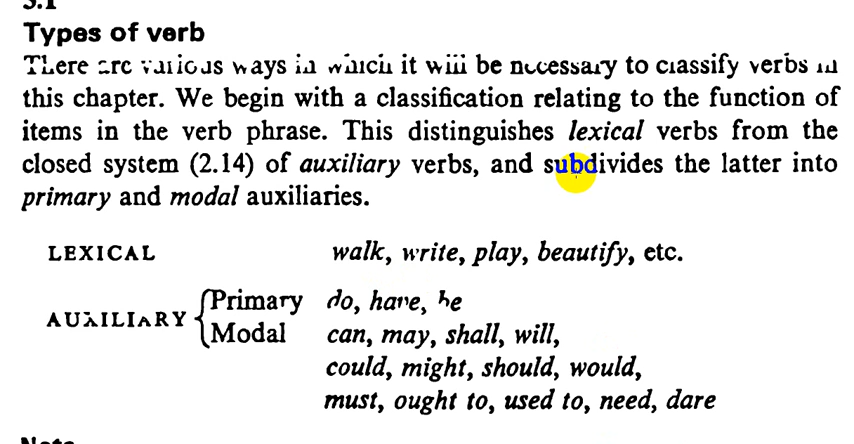 3.1
Types of verb
There are various ways in which it will be necessary to classify verbs in
this chapter. We begin with a classification relating to the function of
items in the verb phrase. This distinguishes lexical verbs from the
closed system (2.14) of auxiliary verbs, and subdivides the latter into
primary and modal auxiliaries.
LEXICAL walk, write, play, beautify, etc.
AUXILIARY Primary do, have, be
Modal can, may, shall, will,
could, might, should, would,
must, ought to, used to, need, dare
Note